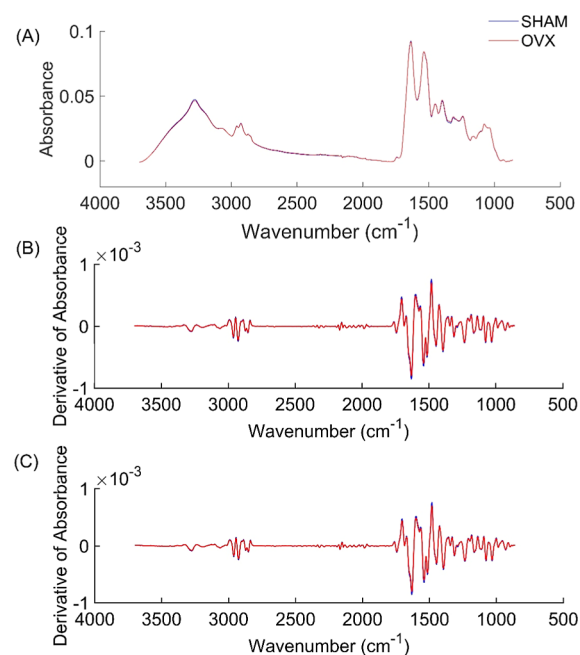 (A)
SHAM
OVX
Absorbance
0.1
0.05
0
4000 3500 3000 2500 2000 1500 1000 500
Wavenumber (cm-1)
(B)
Derivative of Absorbance
1 ×10-3
0
-1
4000 3500 3000 2500 2000 1500 1000 500
Wavenumber (cm-1)
(C)
Derivative of Absorbance
1 ×10-3
0
-1
4000 3500 3000 2500 2000 1500 1000 500
Wavenumber (cm-1)